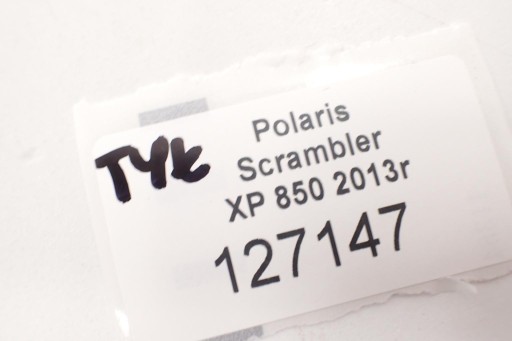 TYŁ
Polaris
Scrambler
XP 850 2013r
127147